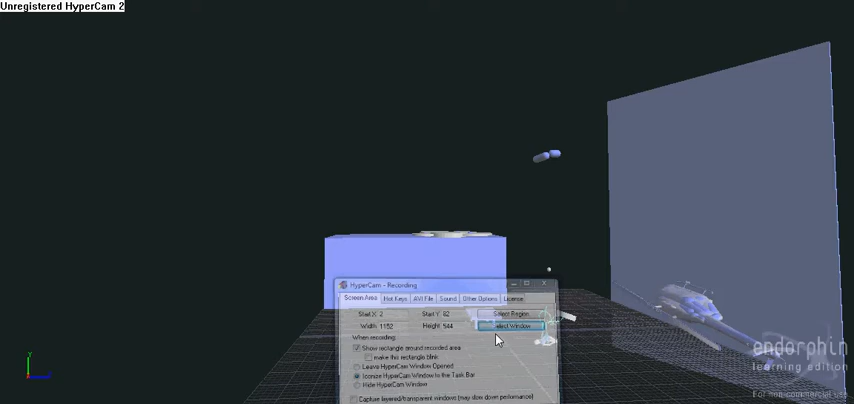 Unregistered HyperCam 2
HyperCam - Recording
Screen Area Hot Keys AVI File Sound Other Options Licence
Start X 2 Start Y 82 Select Region
Width 1152 Height 544 Select Window
When recording:
Show rectangle around recorded area
make this rectangle blink
Leave HyperCam Window Opened
Iconize HyperCam Window to the Task Bar
Hide HyperCam Window
Capture layered/transparent windows (may slow down performance)
Y
endorphin
learning edition
For non-commercial use